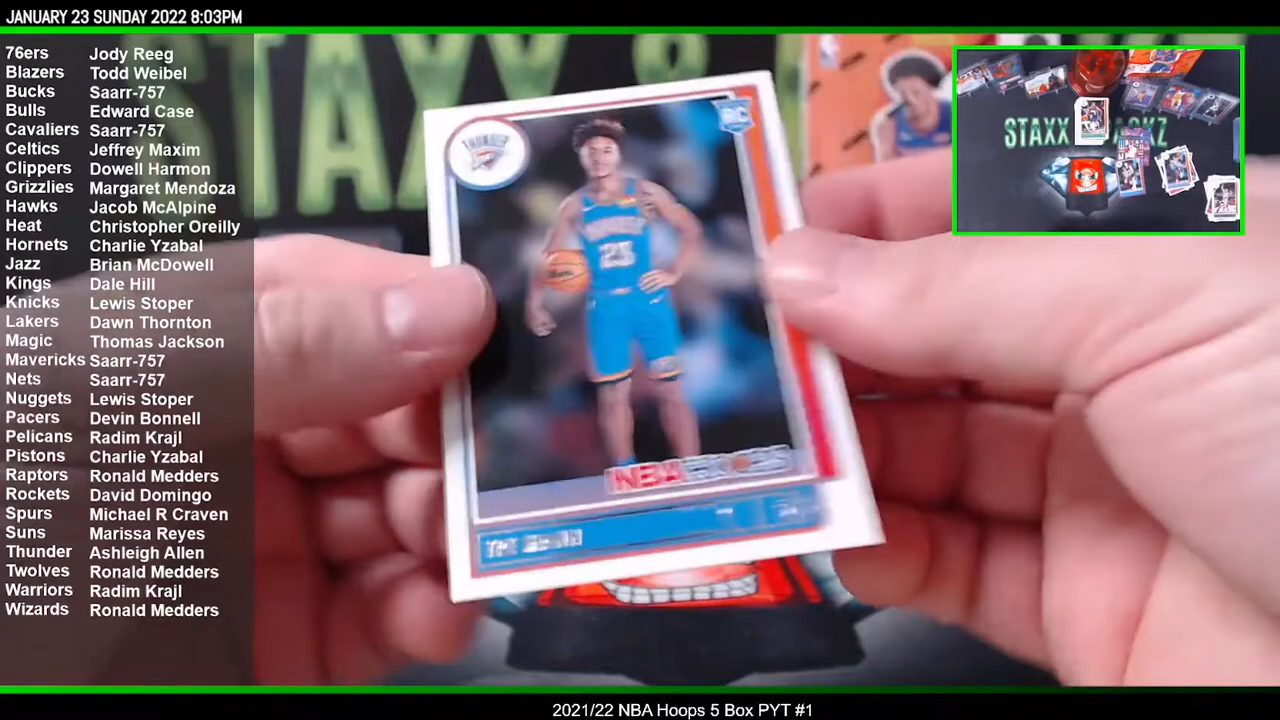 JANUARY 23 SUNDAY 2022 8:03PM
76ers Jody Reeg
Blazers Todd Weibel
Bucks Saarr-757
Bulls Edward Case
Cavaliers Saarr-757
Celtics Jeffrey Maxim
Clippers Dowell Harmon
Grizzlies Margaret Mendoza
Hawks Jacob McAlpine
Heat Christopher Oreilly
Hornets Charlie Yzabal
Jazz Brian McDowell
Kings Dale Hill
Knicks Lewis Stoper
Lakers Dawn Thornton
Magic Thomas Jackson
Mavericks Saarr-757
Nets Saarr-757
Nuggets Lewis Stoper
Pacers Devin Bonnell
Pelicans Radim Krajl
Pistons Charlie Yzabal
Raptors Ronald Medders
Rockets David Domingo
Spurs Michael R Craven
Suns Marissa Reyes
Thunder Ashleigh Allen
Twolves Ronald Medders
Warriors Radim Krajl
Wizards Ronald Medders
STAXX
THUNDER
RC
23
NBA HOOPS
STAXX
2021/22 NBA Hoops 5 Box PYT #1